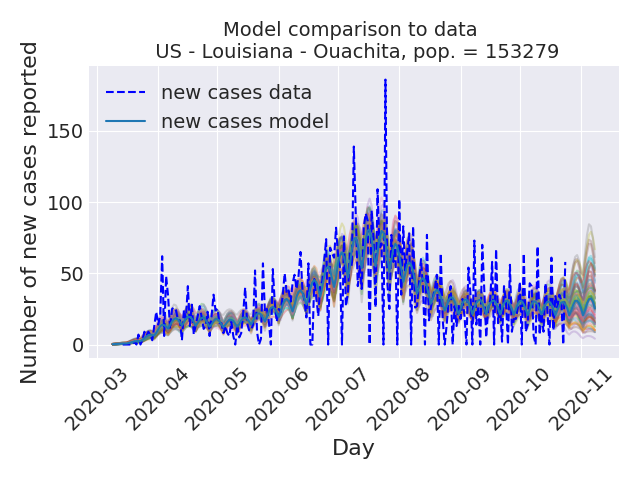 Model comparison to data
US - Louisiana - Ouachita, pop. = 153279
Number of new cases reported
new cases data
new cases model
150
100
50
0
2020-03
2020-04
2020-05
2020-06
2020-07
2020-08
2020-09
2020-10
2020-11
Day